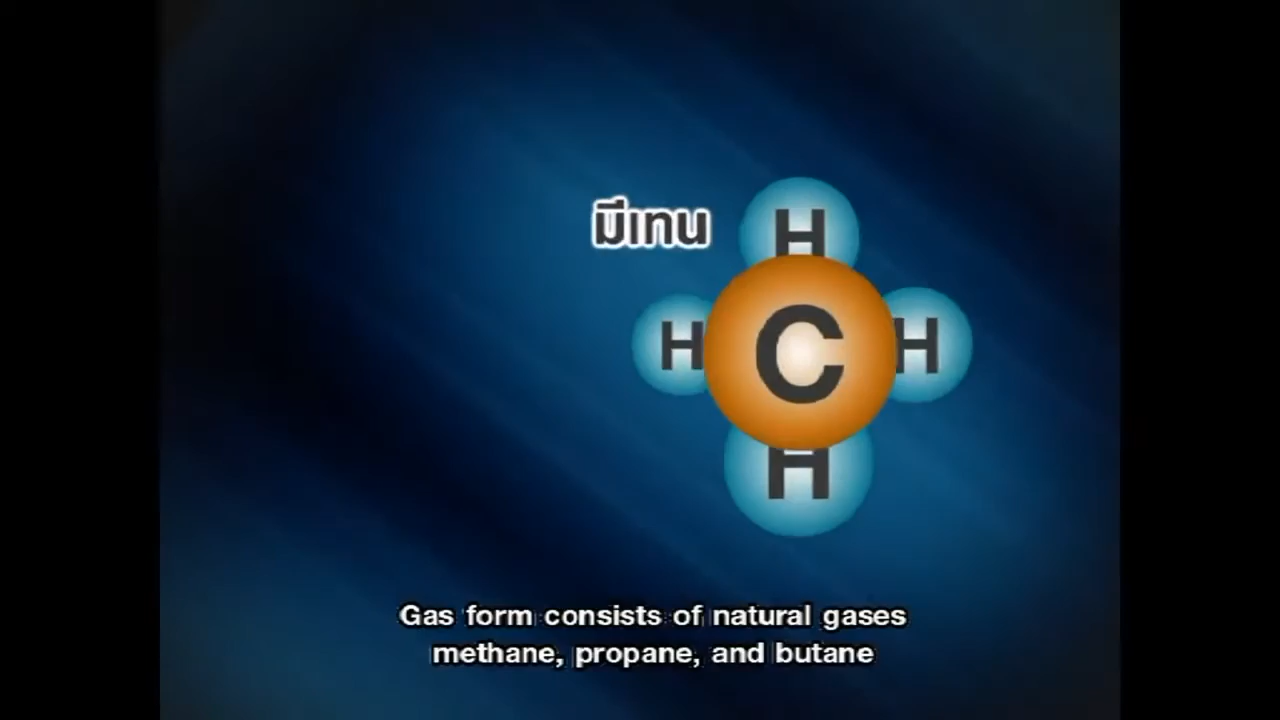 มีเทน
H
H C H
H
Gas form consists of natural gases
methane, propane, and butane